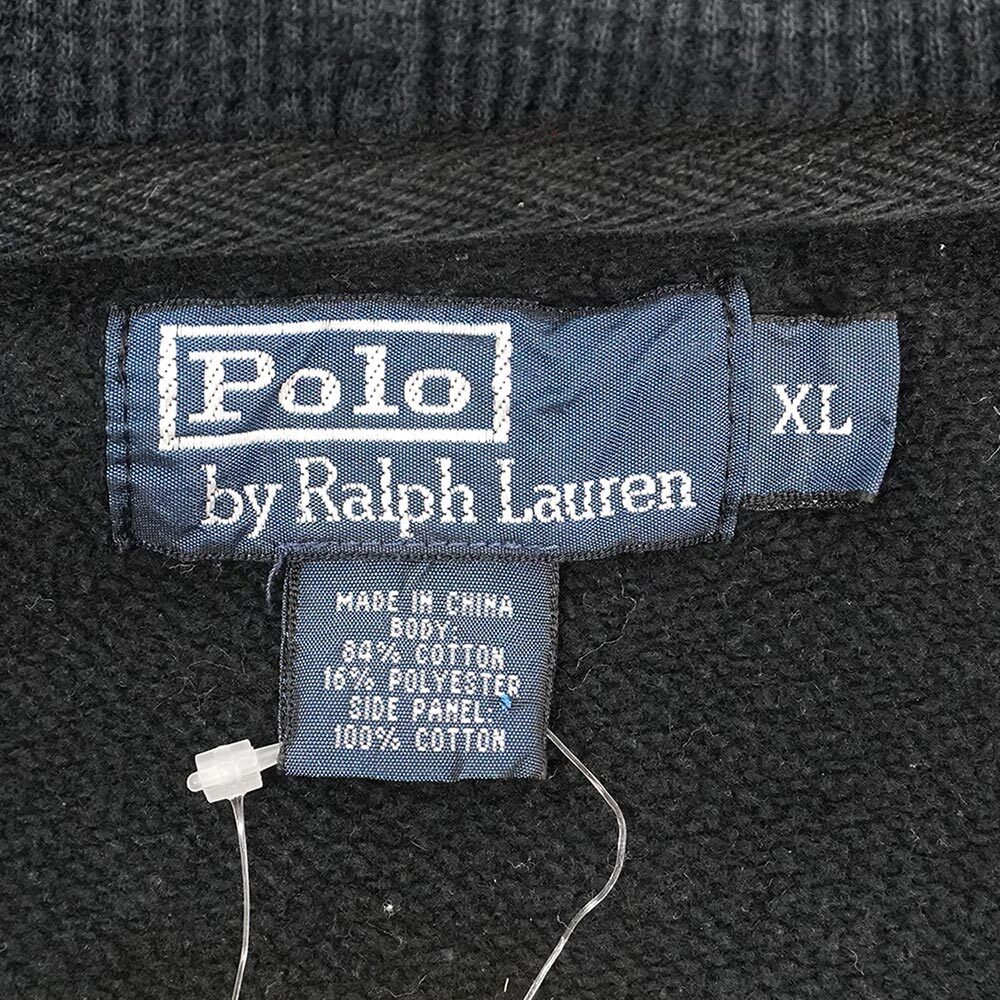 Polo
by Ralph Lauren
XL
MADE IN CHINA
BODY:
84% COTTON
16% POLYESTER
SIDE PANEL:
100% COTTON